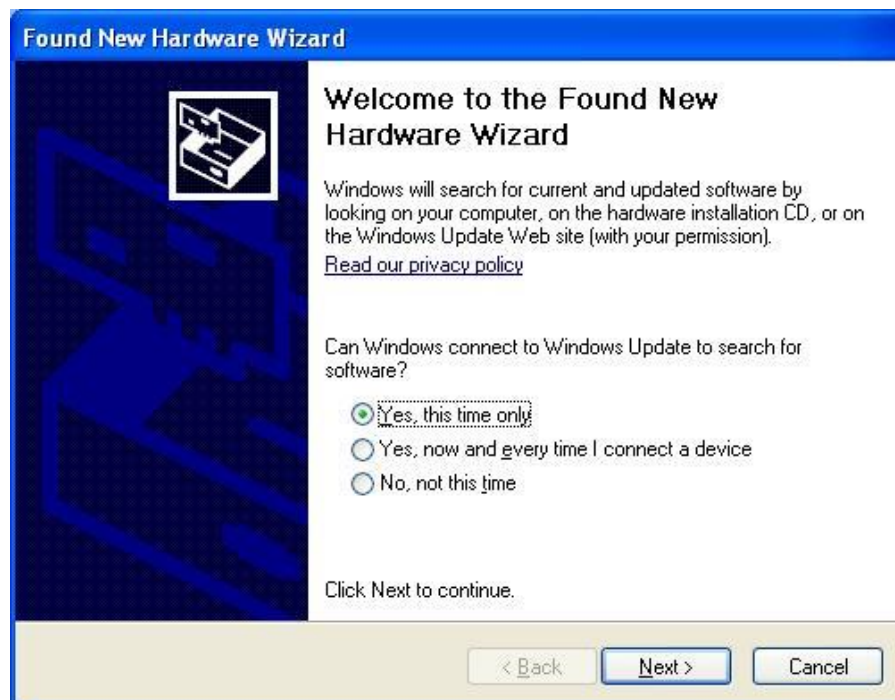 Found New Hardware Wizard
Welcome to the Found New
Hardware Wizard
Windows will search for current and updated software by
looking on your computer, on the hardware installation CD, or on
the Windows Update Web site (with your permission).
Read our privacy policy
Can Windows connect to Windows Update to search for
software?
Yes, this time only
Yes, now and every time I connect a device
No, not this time
Click Next to continue.
< Back Next > Cancel